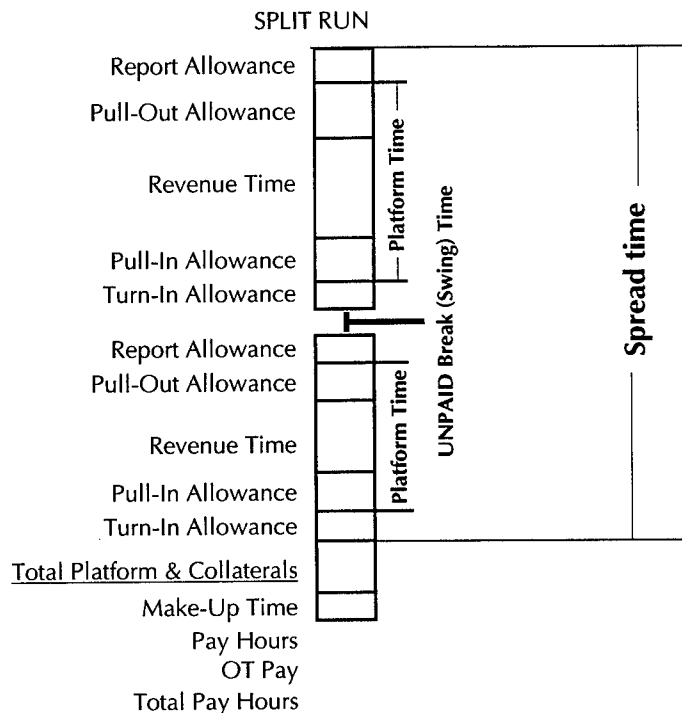 SPLIT RUN
Report Allowance
Pull-Out Allowance
Revenue Time
Pull-In Allowance
Turn-In Allowance
Platform Time
Report Allowance
Pull-Out Allowance
Revenue Time
Pull-In Allowance
Turn-In Allowance
Platform Time
UNPAID Break (Swing) Time
Spread time
Total Platform & Collaterals
Make-Up Time
Pay Hours
OT Pay
Total Pay Hours